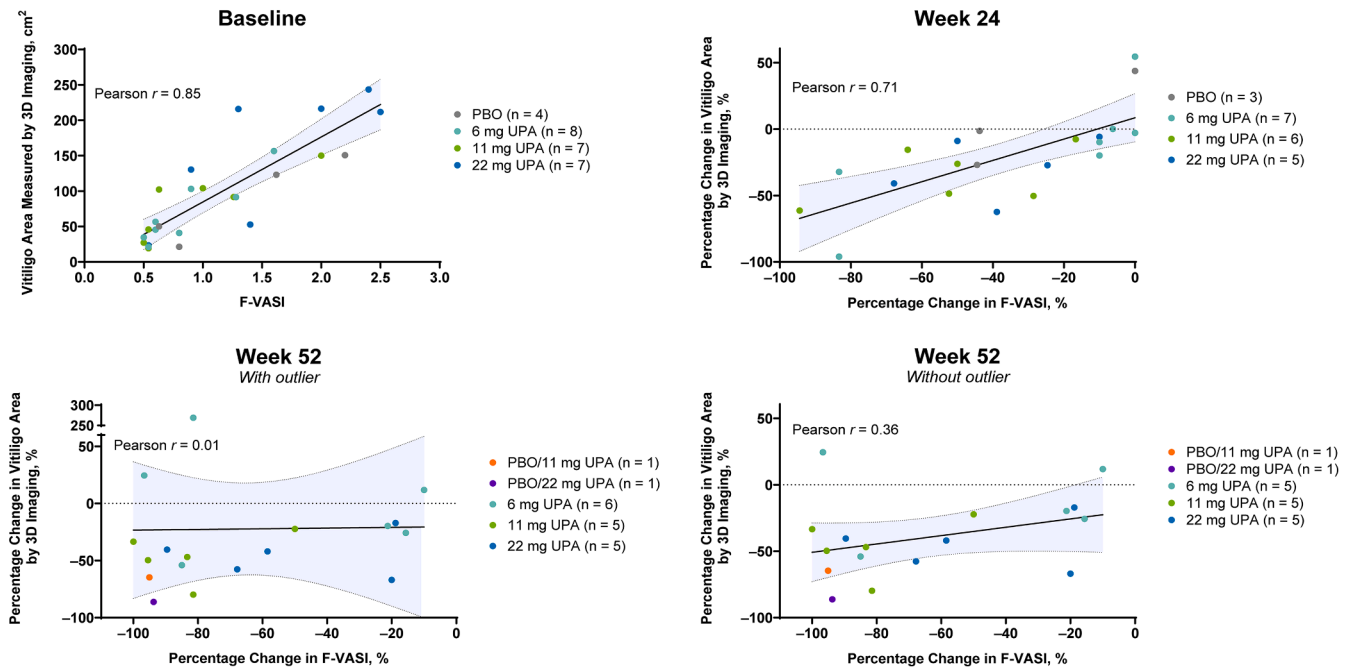 Baseline
Vitiligo Area Measured by 3D Imaging, cm²
300
250
200
150
100
50
0
Pearson r = 0.85
0.0
0.5
1.0
1.5
2.0
2.5
3.0
F-VASI
PBO (n = 4)
6 mg UPA (n = 8)
11 mg UPA (n = 7)
22 mg UPA (n = 7)
Week 24
Percentage Change in Vitiligo Area
by 3D Imaging, %
50
0
–50
–100
Pearson r = 0.71
–100
–80
–60
–40
–20
0
Percentage Change in F-VASI, %
PBO (n = 3)
6 mg UPA (n = 7)
11 mg UPA (n = 6)
22 mg UPA (n = 5)
Week 52
With outlier
Percentage Change in Vitiligo Area
by 3D Imaging, %
300
250
50
0
–50
–100
Pearson r = 0.01
–100
–80
–60
–40
–20
0
Percentage Change in F-VASI, %
PBO/11 mg UPA (n = 1)
PBO/22 mg UPA (n = 1)
6 mg UPA (n = 6)
11 mg UPA (n = 5)
22 mg UPA (n = 5)
Week 52
Without outlier
Percentage Change in Vitiligo Area
by 3D Imaging, %
50
0
–50
–100
Pearson r = 0.36
–100
–80
–60
–40
–20
0
Percentage Change in F-VASI, %
PBO/11 mg UPA (n = 1)
PBO/22 mg UPA (n = 1)
6 mg UPA (n = 5)
11 mg UPA (n = 5)
22 mg UPA (n = 5)